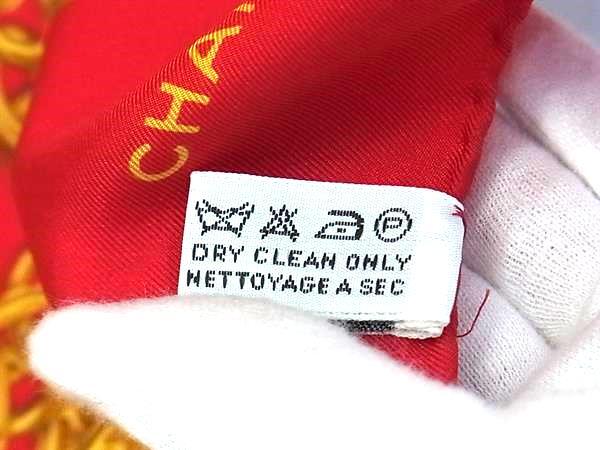 CHA
P
DRY CLEAN ONLY
NETTOYAGE A SEC